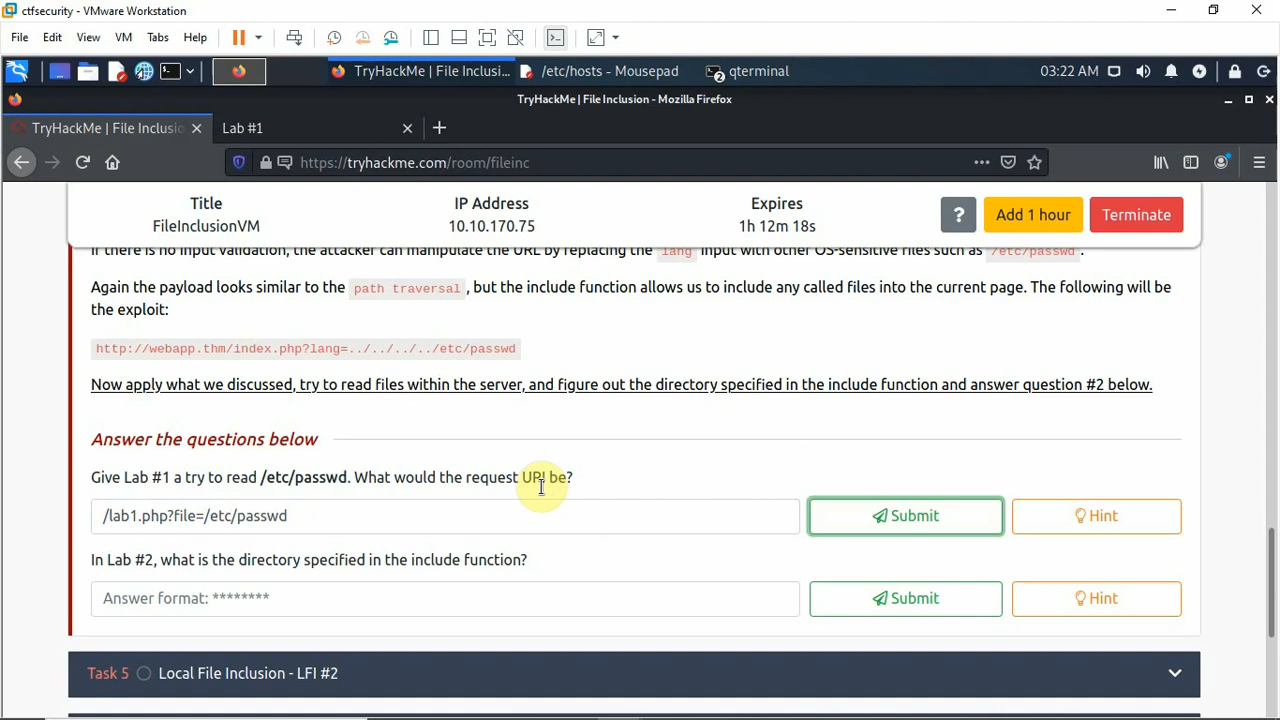 ctfsecurity - VMware Workstation
File Edit View VM Tabs Help
TryHackMe | File Inclusi... /etc/hosts - Mousepad 2 qterminal 03:22 AM
TryHackMe | File Inclusion - Mozilla Firefox
TryHackMe | File Inclusio Lab #1
https://tryhackme.com/room/fileinc
Title IP Address Expires
FileInclusionVM 10.10.170.75 1h 12m 18s
? Add 1 hour Terminate
If there is no input validation, the attacker can manipulate the URL by replacing the lang input with other OS-sensitive files such as /etc/passwd.
Again the payload looks similar to the path traversal, but the include function allows us to include any called files into the current page. The following will be
the exploit:
http://webapp.thm/index.php?lang=../../../../etc/passwd
Now apply what we discussed, try to read files within the server, and figure out the directory specified in the include function and answer question #2 below.
Answer the questions below
Give Lab #1 a try to read /etc/passwd. What would the request URI be?
/lab1.php?file=/etc/passwd Submit Hint
In Lab #2, what is the directory specified in the include function?
Answer format: ******** Submit Hint
Task 5 Local File Inclusion - LFI #2